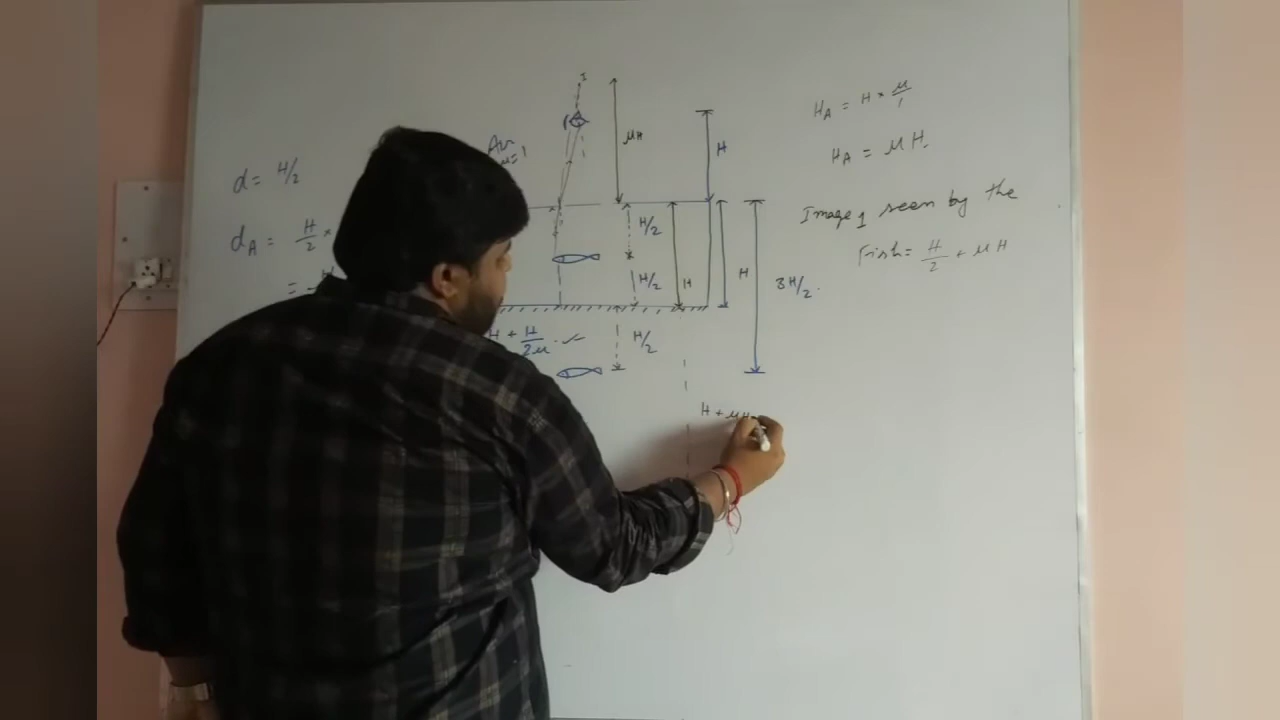 d = H/2
d_A = H/2 ×
=
Air
μ=1
I
μH
H
H/2
H/2
H
H
3H/2.
H + H/2μ .
H/2
H + μH
H_A = H × μ/1
H_A = μH.
Image seen by the
Fish = H/2 + μH